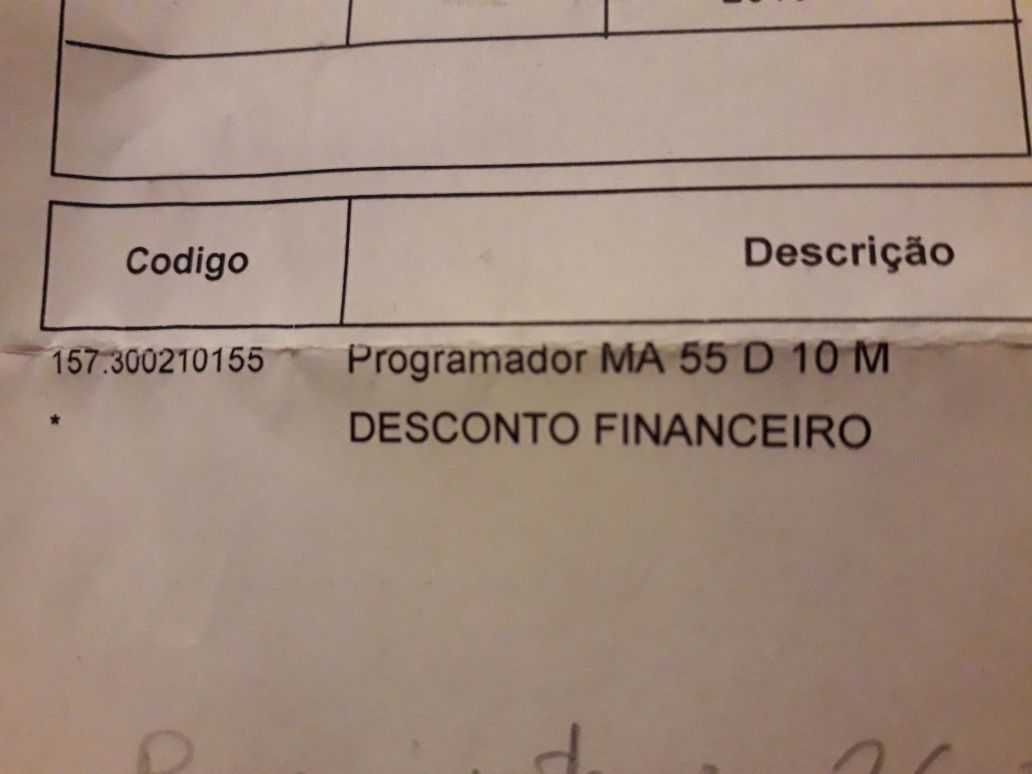 Codigo
Descrição
157.300210155
Programador MA 55 D 10 M
*
DESCONTO FINANCEIRO